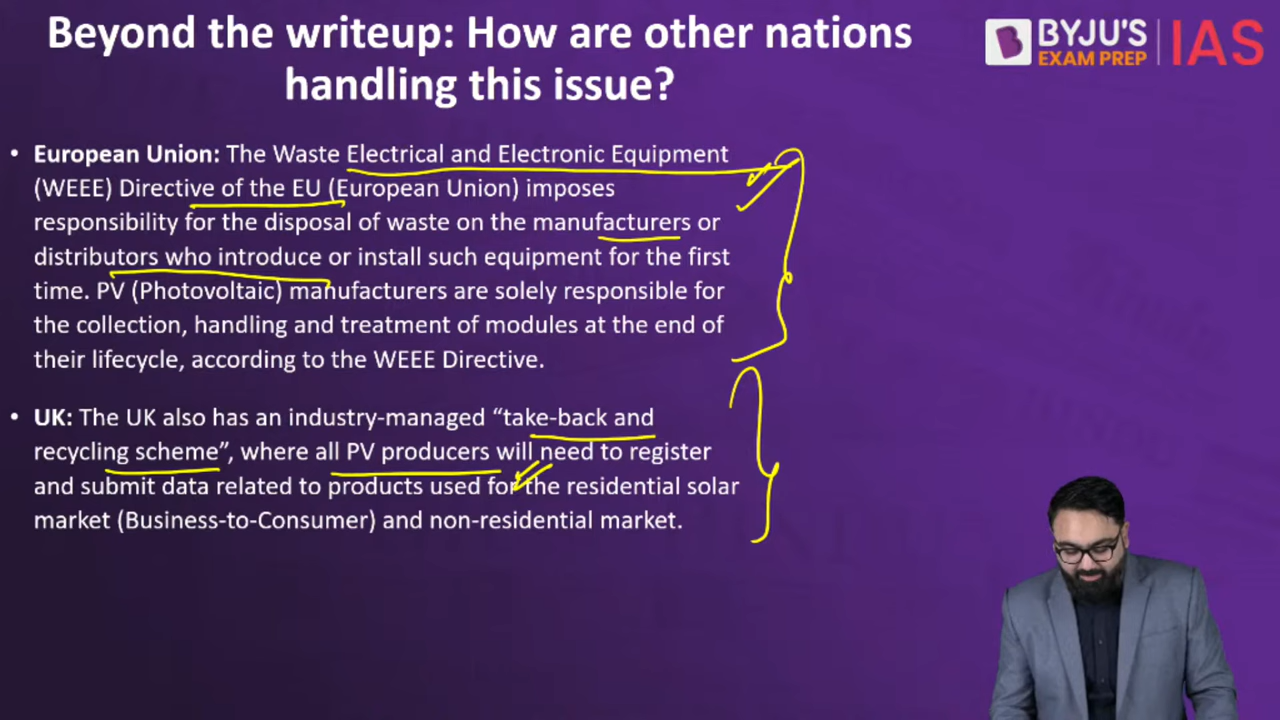 Beyond the writeup: How are other nations
handling this issue?
BYJU'S
EXAM PREP
IAS
• European Union: The Waste Electrical and Electronic Equipment
(WEEE) Directive of the EU (European Union) imposes
responsibility for the disposal of waste on the manufacturers or
distributors who introduce or install such equipment for the first
time. PV (Photovoltaic) manufacturers are solely responsible for
the collection, handling and treatment of modules at the end of
their lifecycle, according to the WEEE Directive.
• UK: The UK also has an industry-managed “take-back and
recycling scheme”, where all PV producers will need to register
and submit data related to products used for the residential solar
market (Business-to-Consumer) and non-residential market.